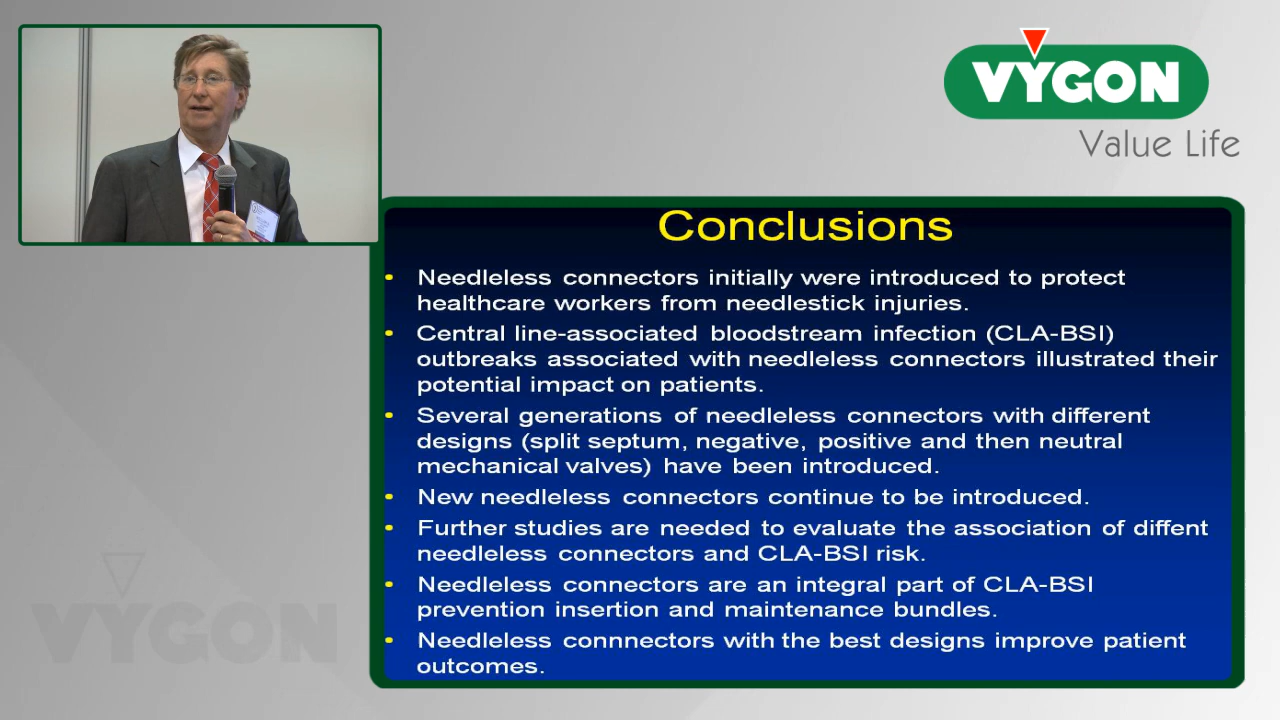 VYGON
Value Life
Conclusions
• Needleless connectors initially were introduced to protect
healthcare workers from needlestick injuries.
• Central line-associated bloodstream infection (CLA-BSI)
outbreaks associated with needleless connectors illustrated their
potential impact on patients.
• Several generations of needleless connectors with different
designs (split septum, negative, positive and then neutral
mechanical valves) have been introduced.
• New needleless connectors continue to be introduced.
• Further studies are needed to evaluate the association of diffent
needleless connectors and CLA-BSI risk.
• Needleless connectors are an integral part of CLA-BSI
prevention insertion and maintenance bundles.
• Needleless connnectors with the best designs improve patient
outcomes.
VYGON